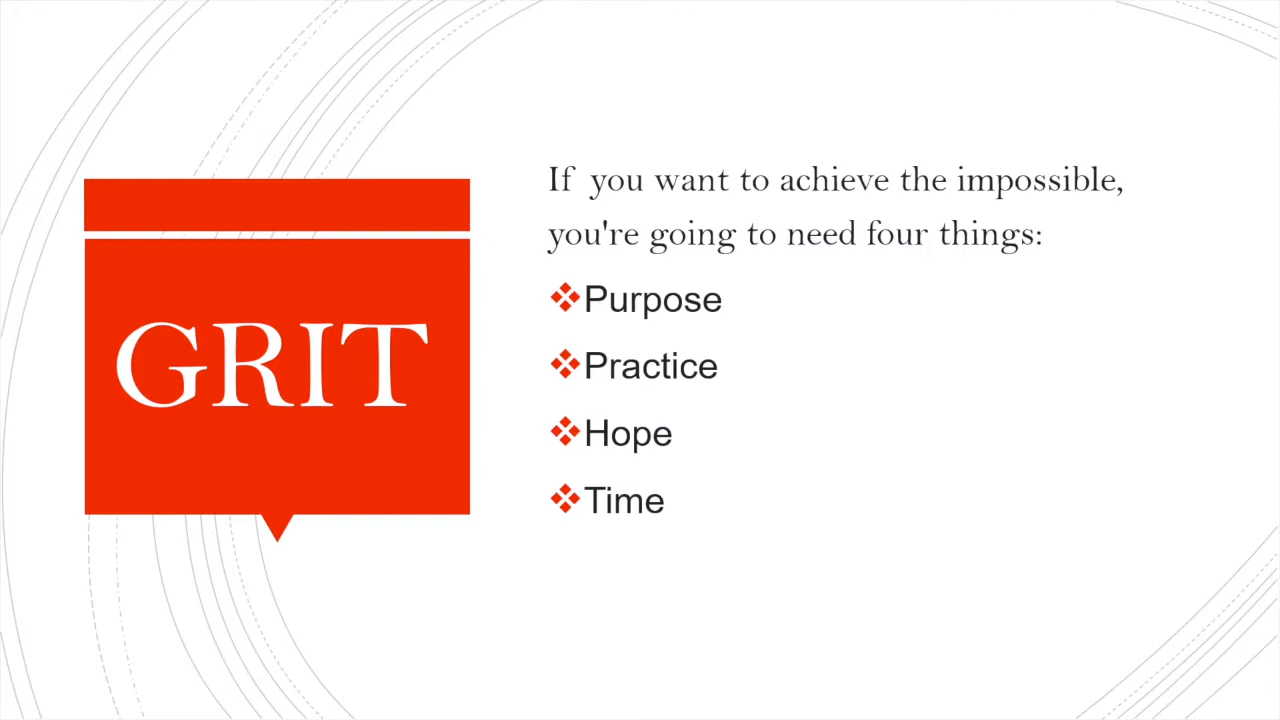 GRIT
If you want to achieve the impossible,
you're going to need four things:
❖Purpose
❖Practice
❖Hope
❖Time